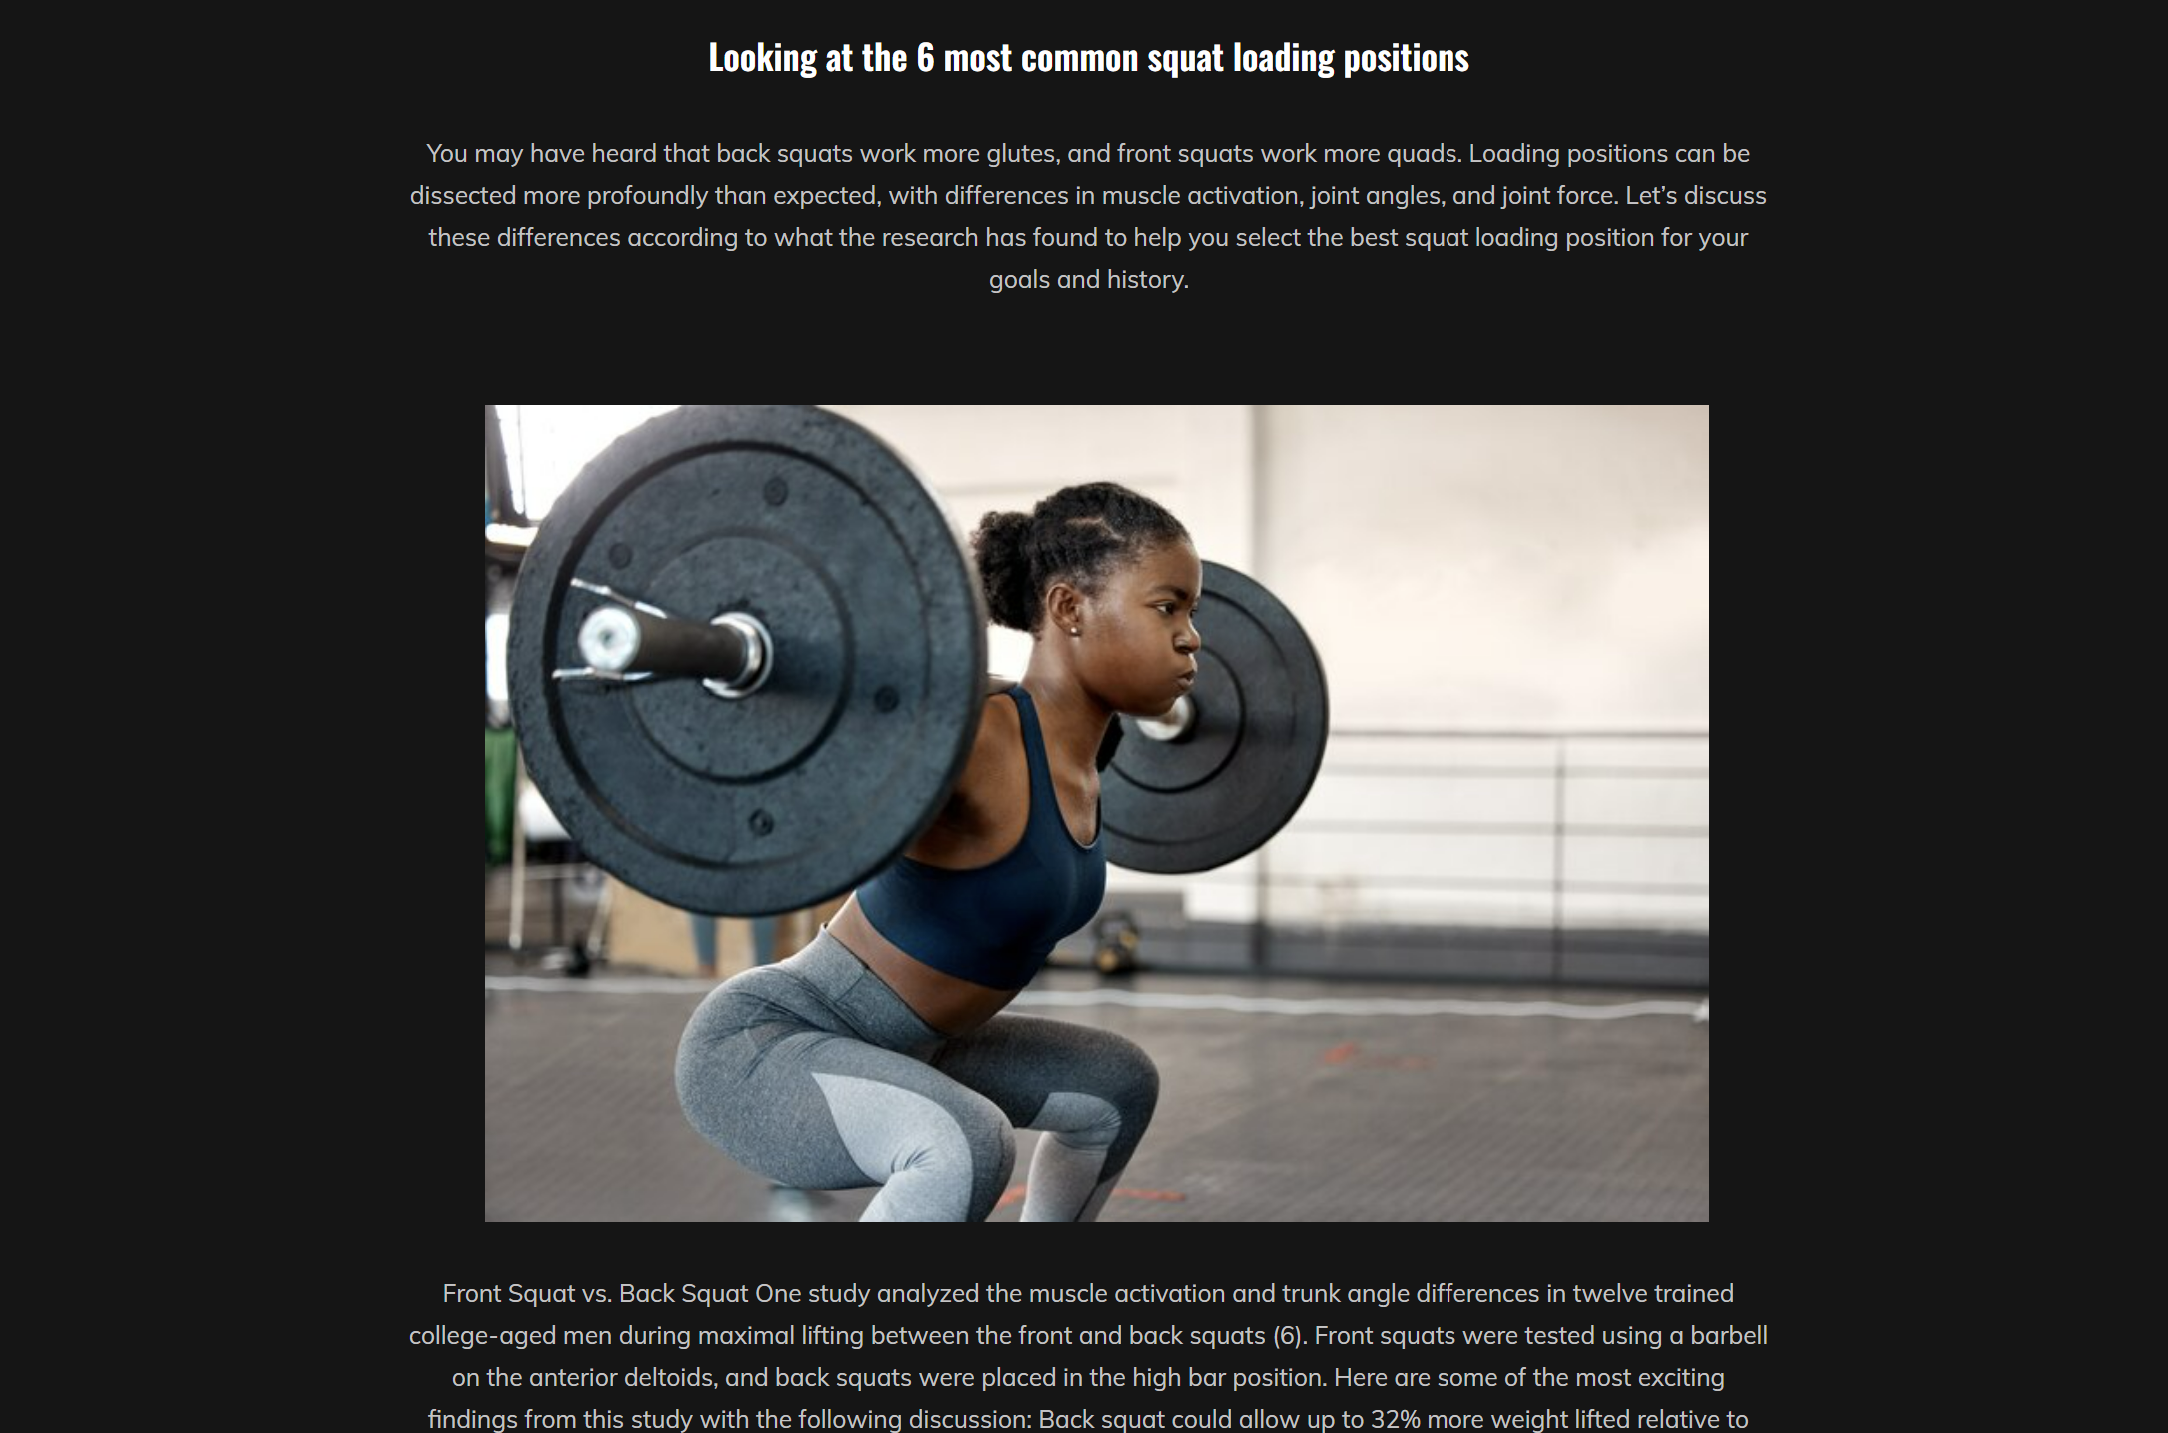 Looking at the 6 most common squat loading positions
You may have heard that back squats work more glutes, and front squats work more quads. Loading positions can be
dissected more profoundly than expected, with differences in muscle activation, joint angles, and joint force. Let’s discuss
these differences according to what the research has found to help you select the best squat loading position for your
goals and history.
Front Squat vs. Back Squat One study analyzed the muscle activation and trunk angle differences in twelve trained
college-aged men during maximal lifting between the front and back squats (6). Front squats were tested using a barbell
on the anterior deltoids, and back squats were placed in the high bar position. Here are some of the most exciting
findings from this study with the following discussion: Back squat could allow up to 32% more weight lifted relative to